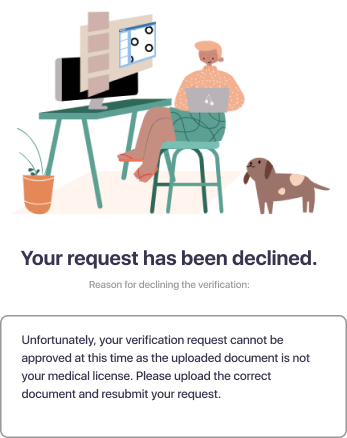 Your request has been declined.
Reason for declining the verification:
Unfortunately, your verification request cannot be
approved at this time as the uploaded document is not
your medical license. Please upload the correct
document and resubmit your request.